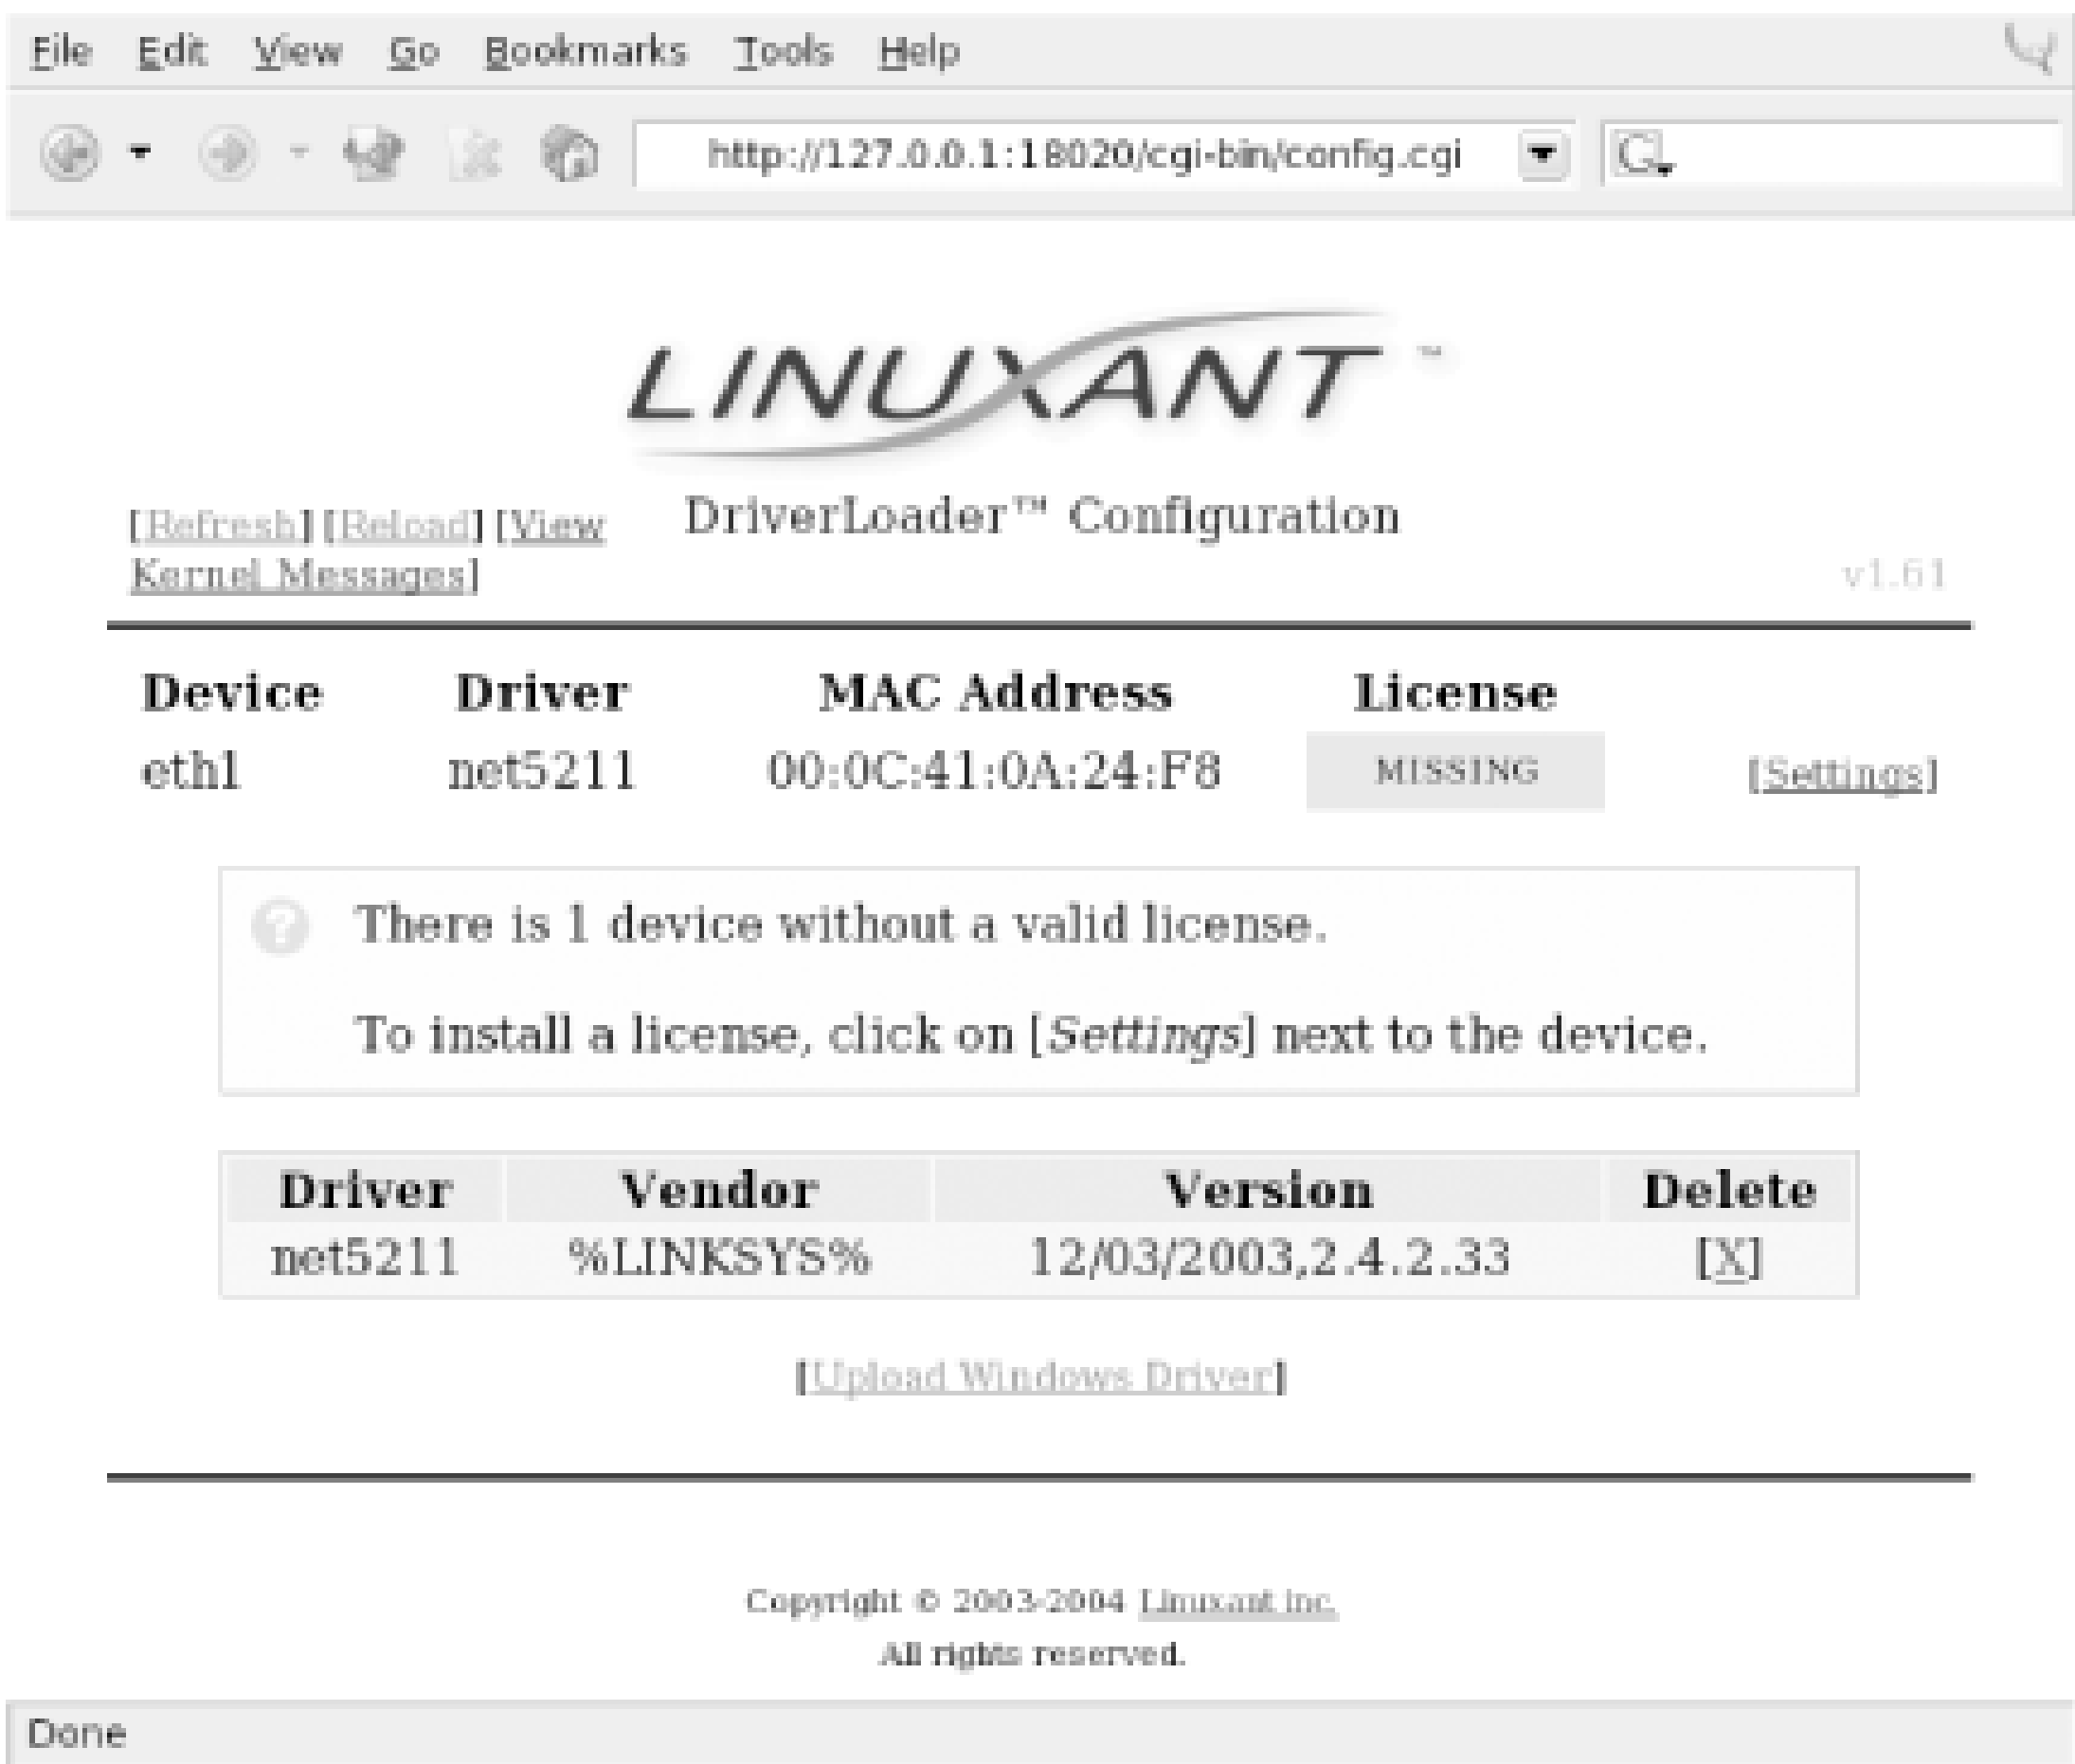 File Edit View Go Bookmarks Tools Help
http://127.0.0.1:18020/cgi-bin/config.cgi
LINUXANT ™
DriverLoader™ Configuration
[Refresh] [Reload] [View
Kernel Messages]
v1.61
Device Driver MAC Address License
eth1 net5211 00:0C:41:0A:24:F8 MISSING [Settings]
There is 1 device without a valid license.
To install a license, click on [Settings] next to the device.
Driver Vendor Version Delete
net5211 %LINKSYS% 12/03/2003,2.4.2.33 [X]
[Upload Windows Driver]
Copyright © 2003-2004 Linuxant inc.
All rights reserved.
Done